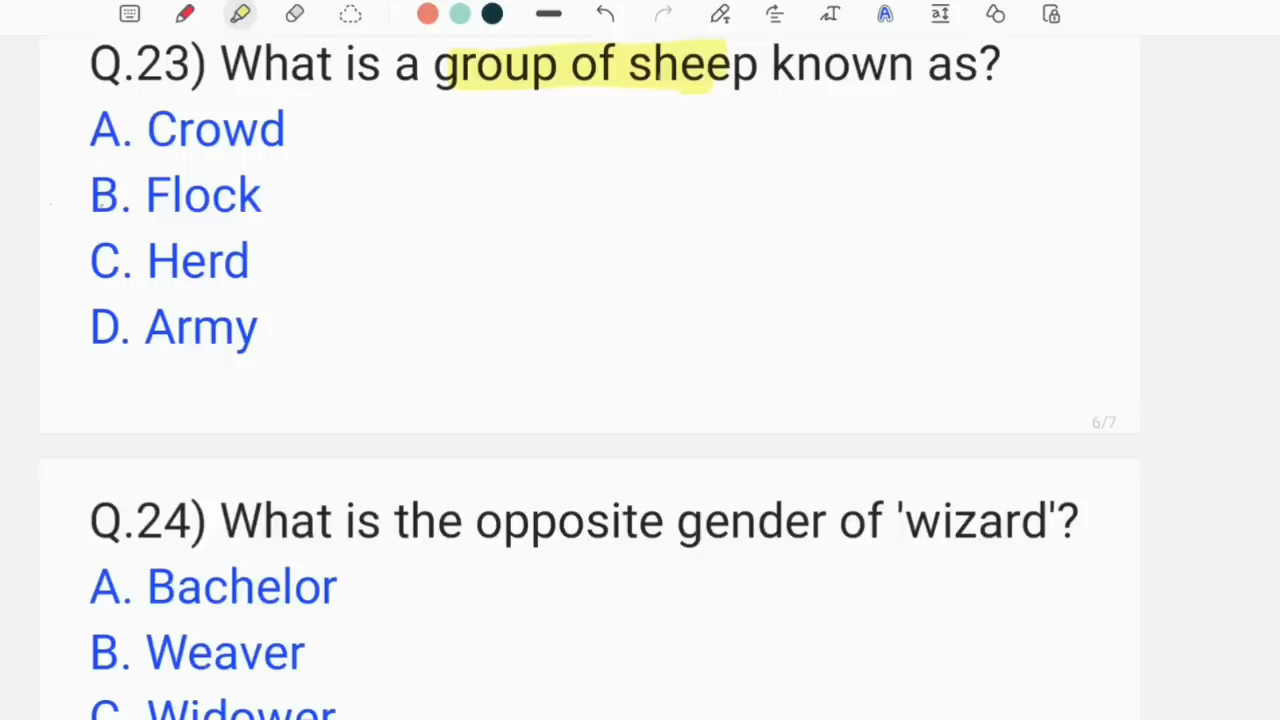 Q.23) What is a group of sheep known as?
A. Crowd
B. Flock
C. Herd
D. Army
6/7
Q.24) What is the opposite gender of 'wizard'?
A. Bachelor
B. Weaver
C. Widower